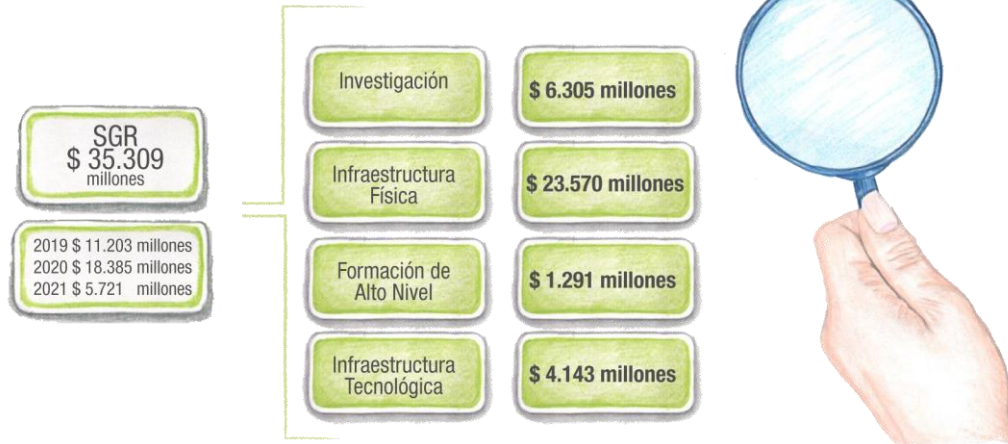 SGR
$ 35.309
millones
2019 $ 11.203 millones
2020 $ 18.385 millones
2021 $ 5.721 millones
Investigación
$ 6.305 millones
Infraestructura
Física
$ 23.570 millones
Formación de
Alto Nivel
$ 1.291 millones
Infraestructura
Tecnológica
$ 4.143 millones